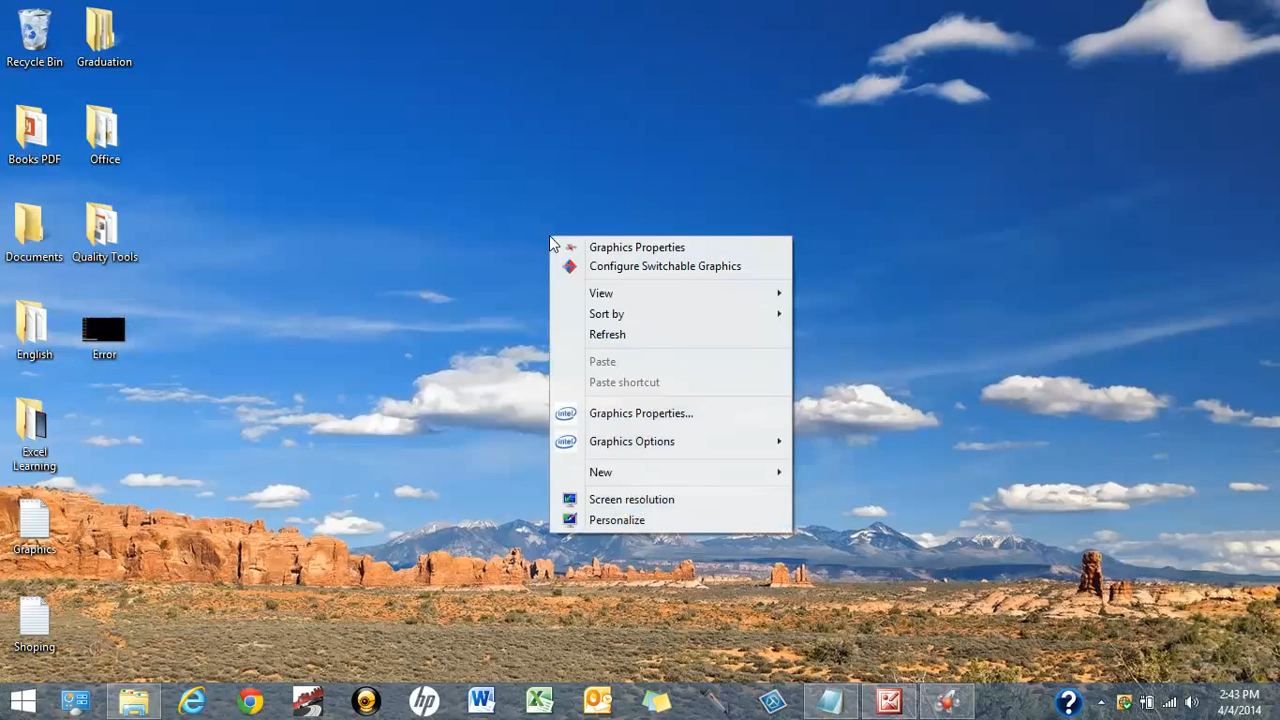 Recycle Bin
Graduation
Books PDF
Office
Documents
Quality Tools
English
Error
Excel
Learning
Graphics
Shoping
Graphics Properties
Configure Switchable Graphics
View
Sort by
Refresh
Paste
Paste shortcut
intel
Graphics Properties...
intel
Graphics Options
New
Screen resolution
Personalize
2:43 PM
4/4/2014